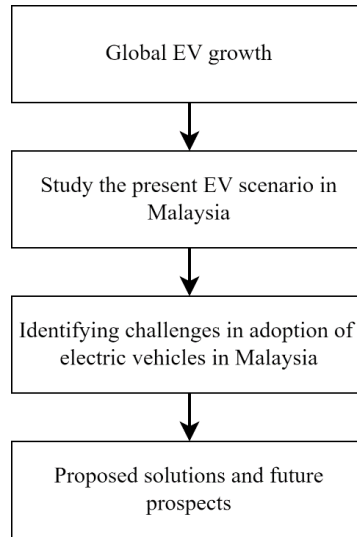 Global EV growth
Study the present EV scenario in
Malaysia
Identifying challenges in adoption of
electric vehicles in Malaysia
Proposed solutions and future
prospects